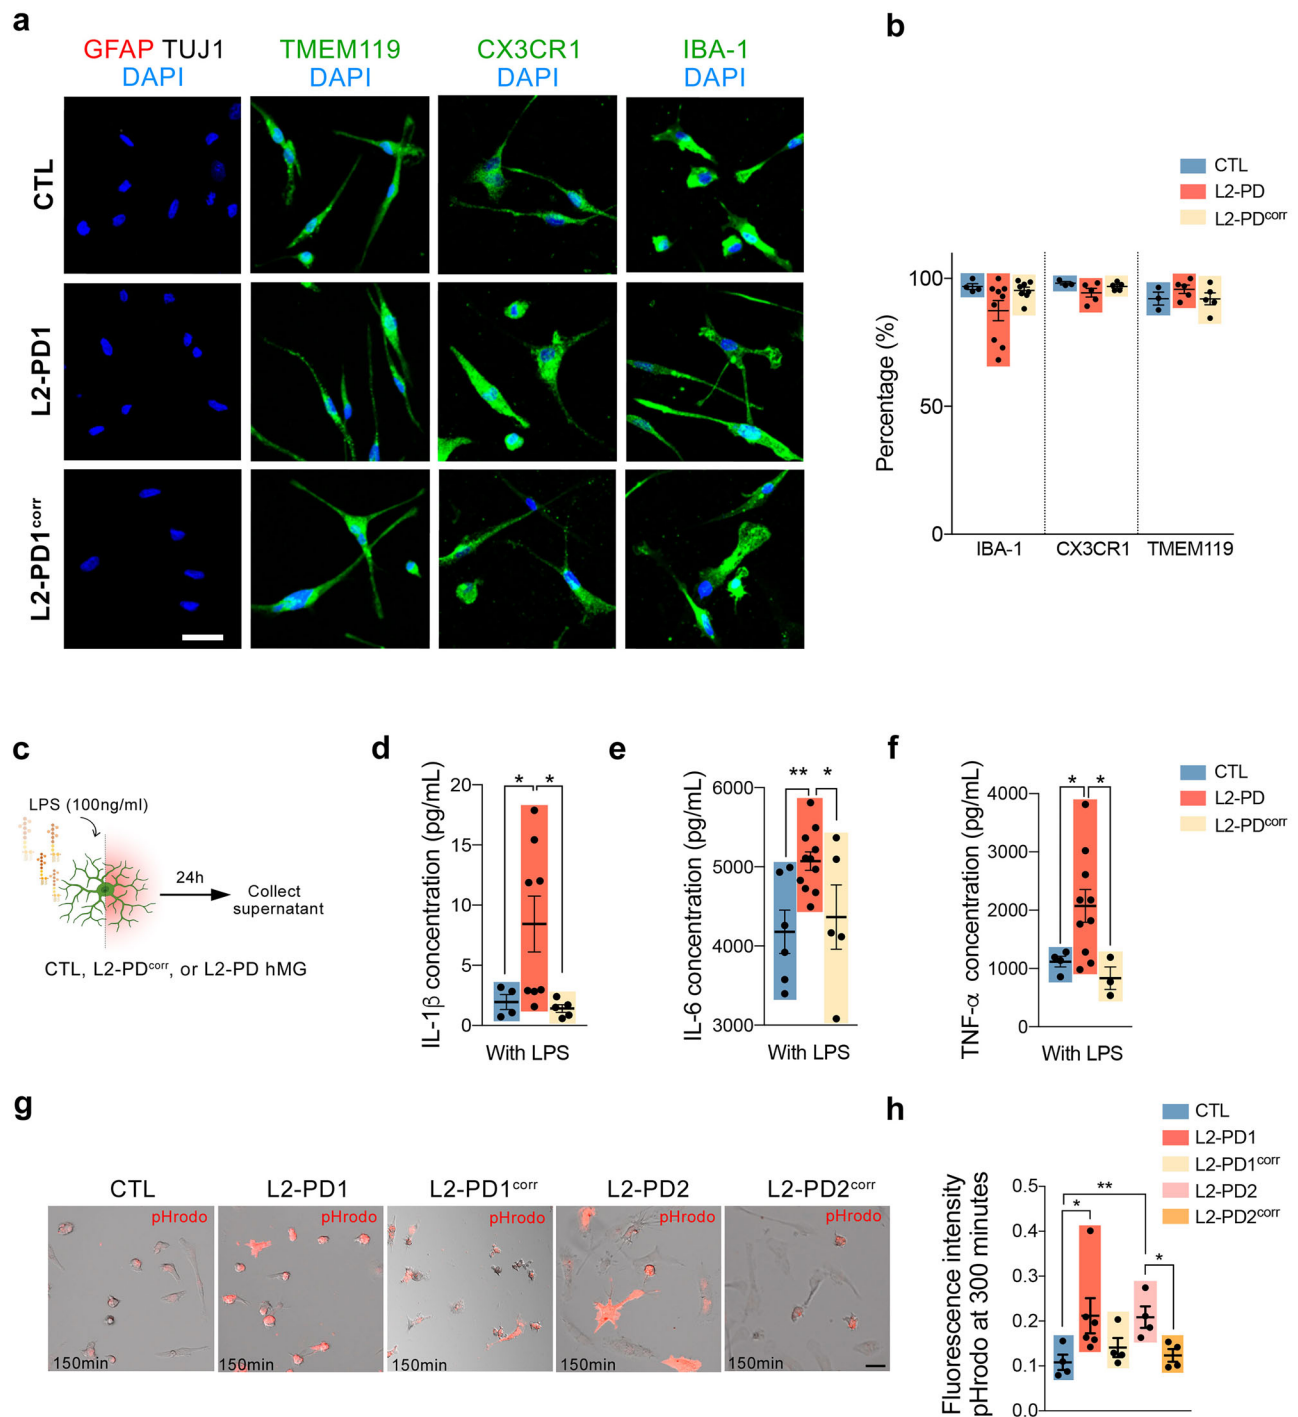 a
GFAP TUJ1
DAPI
TMEM119
DAPI
CX3CR1
DAPI
IBA-1
DAPI
CTL
L2-PD1
L2-PD1corr
b
CTL
L2-PD
L2-PDcorr
Percentage (%)
100
50
0
IBA-1
CX3CR1
TMEM119
c
LPS (100ng/ml)
24h
Collect
supernatant
CTL, L2-PDcorr, or L2-PD hMG
d
IL-1β concentration (pg/mL)
20
15
10
5
0
* *
With LPS
e
IL-6 concentration (pg/mL)
6000
5000
4000
3000
** *
With LPS
f
TNF-α concentration (pg/mL)
4000
3000
2000
1000
0
* *
With LPS
CTL
L2-PD
L2-PDcorr
g
CTL
L2-PD1
L2-PD1corr
L2-PD2
L2-PD2corr
pHrodo
pHrodo
pHrodo
pHrodo
pHrodo
150min
150min
150min
150min
150min
h
CTL
L2-PD1
L2-PD1corr
L2-PD2
L2-PD2corr
Fluorescence intensity
pHrodo at 300 minutes
0.5
0.4
0.3
0.2
0.1
0.0
**
*
*